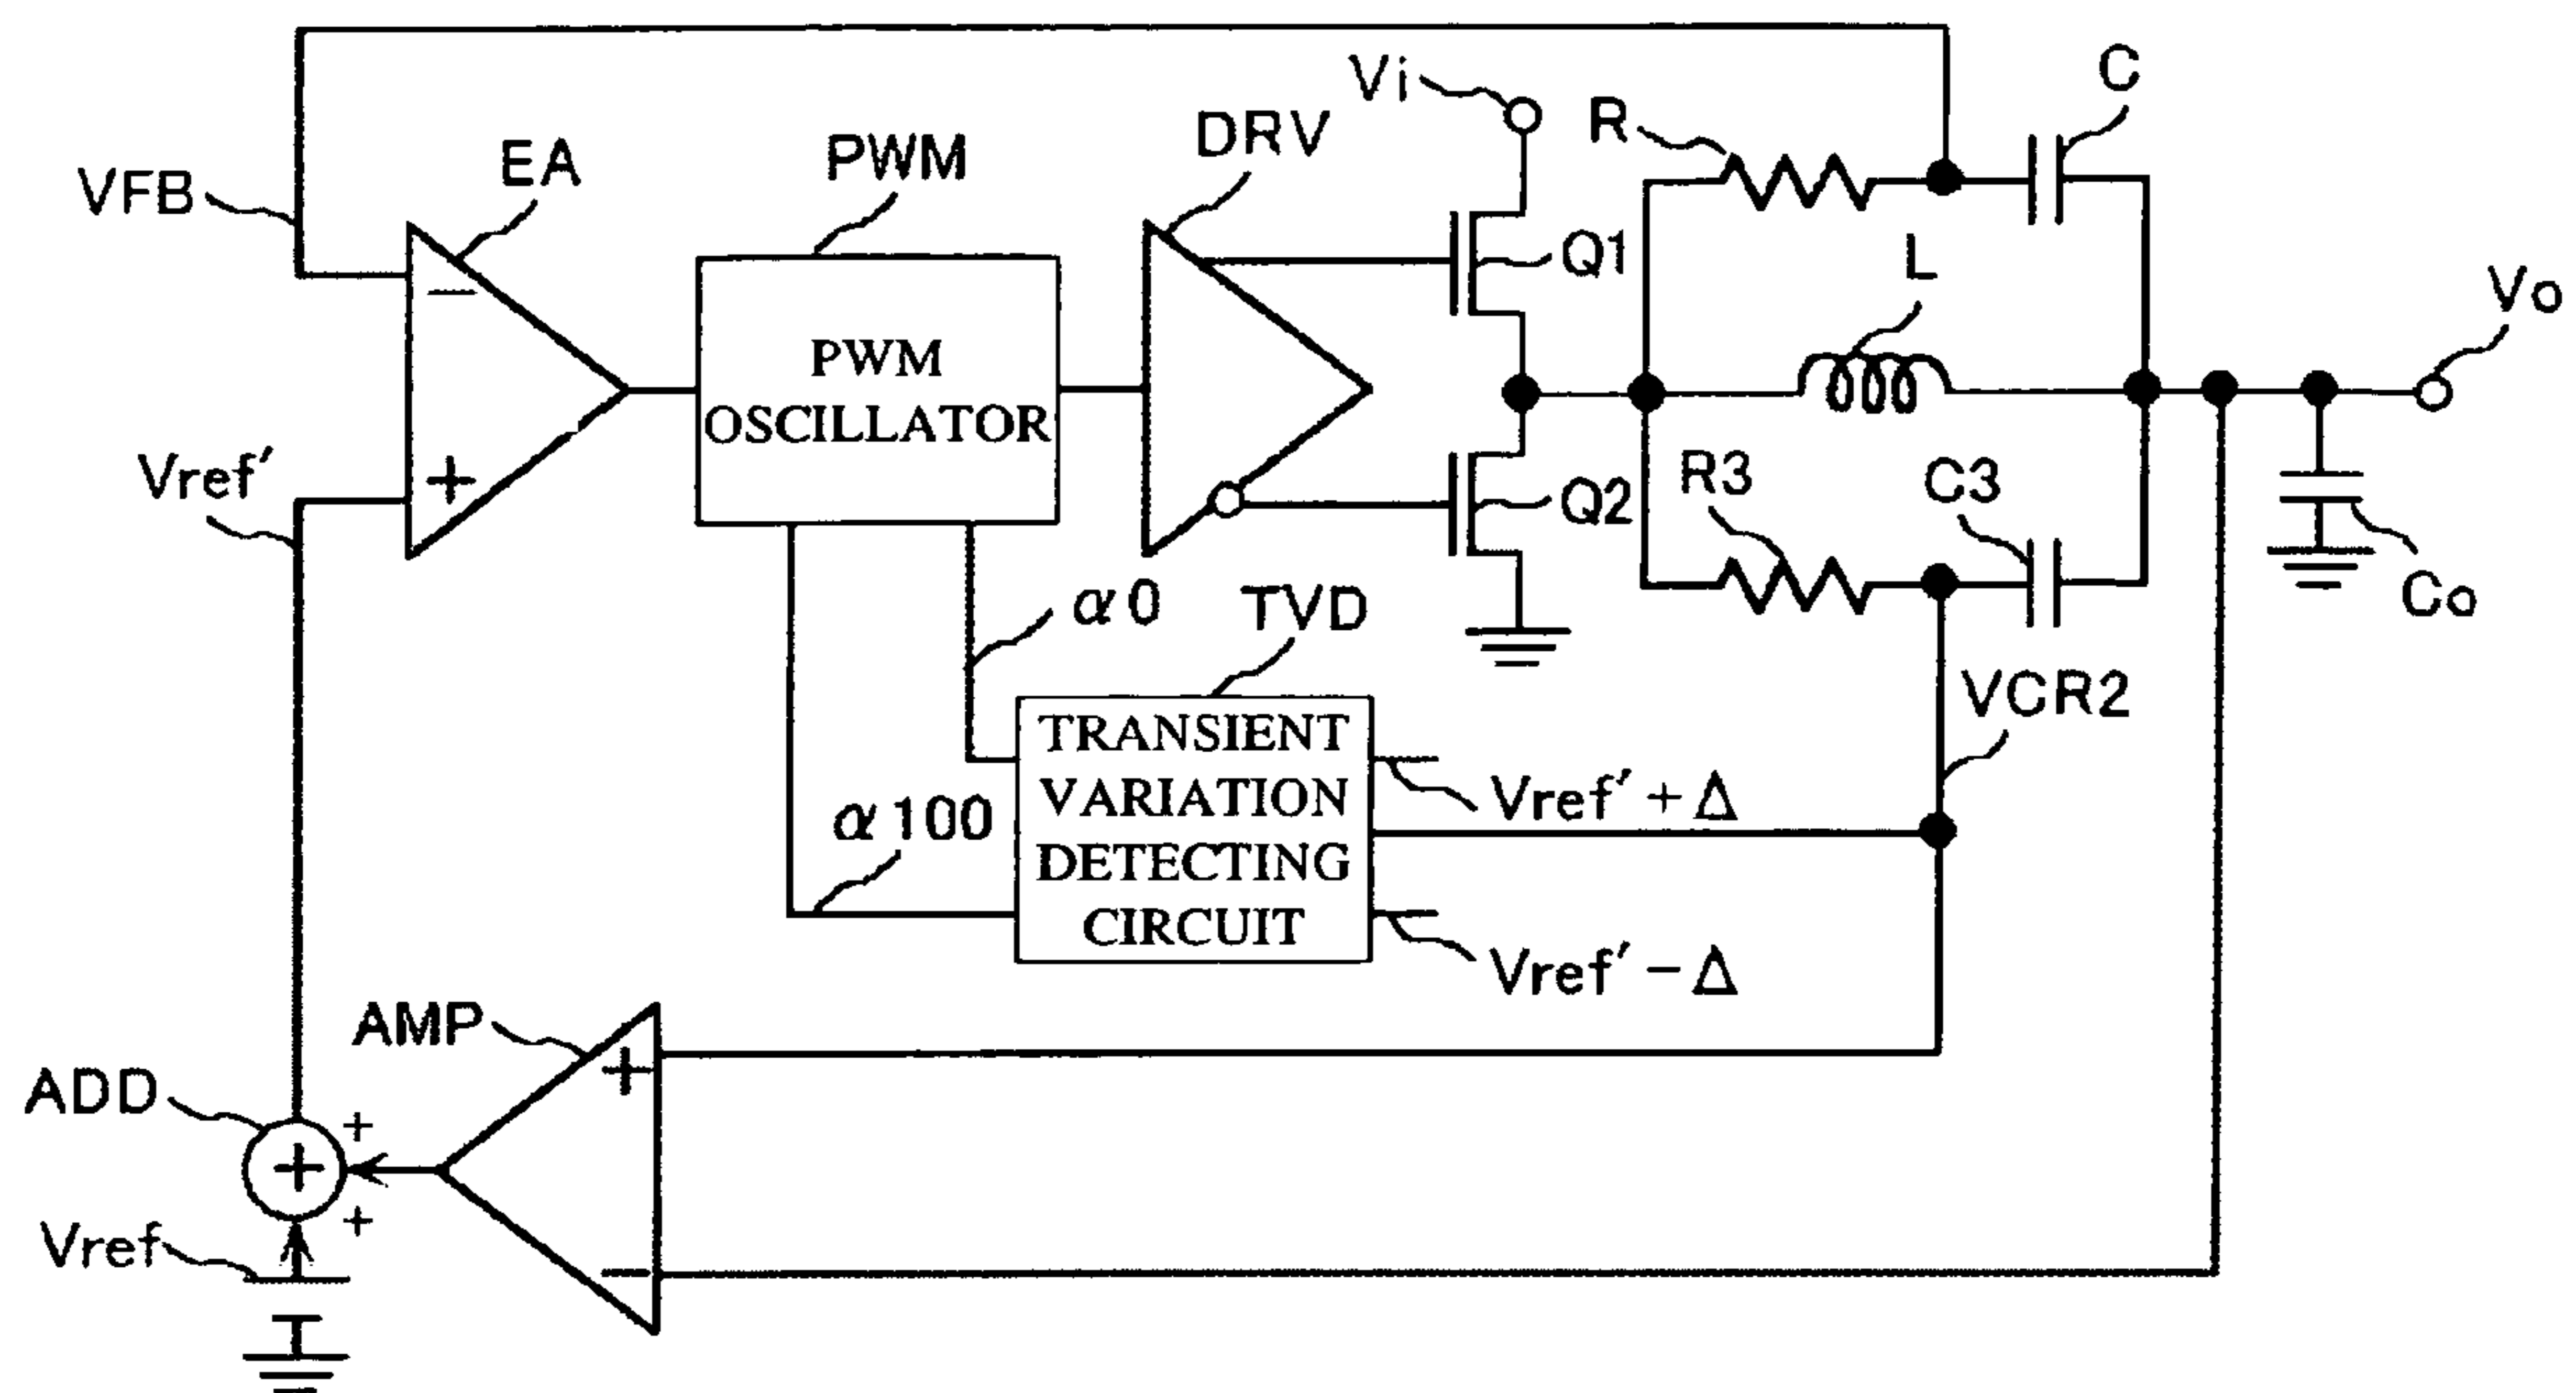 Vi
C
R
DRV
PWM
EA
VFB
Q1
L
Vo
PWM
OSCILLATOR
−
+
Vref′
Q2
R3
C3
Co
α0
TVD
VCR2
TRANSIENT
VARIATION
DETECTING
CIRCUIT
Vref′+Δ
α100
Vref′−Δ
AMP
+
ADD
+
+
+
Vref
−